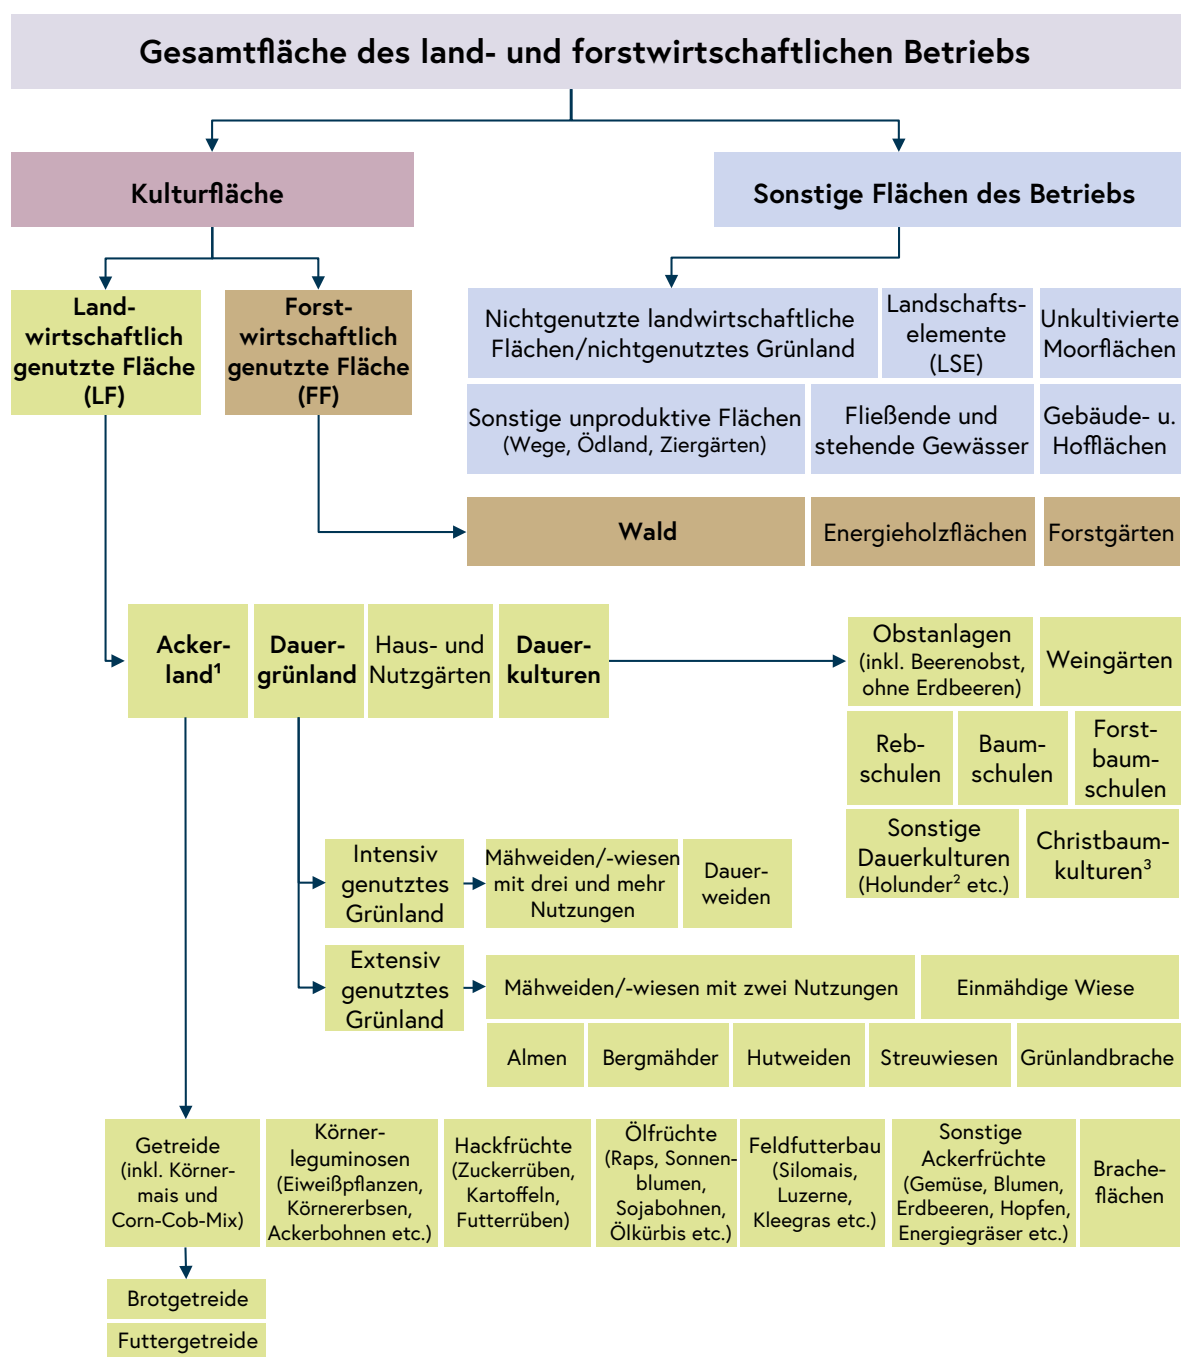 Gesamtfläche des land- und forstwirtschaftlichen Betriebs
Kulturfläche
Sonstige Flächen des Betriebs
Land-
wirtschaftlich
genutzte Fläche
(LF)
Forst-
wirtschaftlich
genutzte Fläche
(FF)
Nichtgenutzte landwirtschaftliche
Flächen/nichtgenutztes Grünland
Landschafts-
elemente
(LSE)
Unkultivierte
Moorflächen
Sonstige unproduktive Flächen
(Wege, Ödland, Ziergärten)
Fließende und
stehende Gewässer
Gebäude- u.
Hofflächen
Wald
Energieholzflächen
Forstgärten
Acker-
land¹
Dauer-
grünland
Haus- und
Nutzgärten
Dauer-
kulturen
Obstanlagen
(inkl. Beerenobst,
ohne Erdbeeren)
Weingärten
Reb-
schulen
Baum-
schulen
Forst-
baum-
schulen
Sonstige
Dauerkulturen
(Holunder² etc.)
Christbaum-
kulturen³
Intensiv
genutztes
Grünland
Mähweiden/-wiesen
mit drei und mehr
Nutzungen
Dauer-
weiden
Extensiv
genutztes
Grünland
Mähweiden/-wiesen mit zwei Nutzungen
Einmähdige Wiese
Almen
Bergmähder
Hutweiden
Streuwiesen
Grünlandbrache
Getreide
(inkl. Körner-
mais und
Corn-Cob-Mix)
Körner-
leguminosen
(Eiweißpflanzen,
Körnererbsen,
Ackerbohnen etc.)
Hackfrüchte
(Zuckerrüben,
Kartoffeln,
Futterrüben)
Ölfrüchte
(Raps, Sonnen-
blumen,
Sojabohnen,
Ölkürbis etc.)
Feldfutterbau
(Silomais,
Luzerne,
Kleegras etc.)
Sonstige
Ackerfrüchte
(Gemüse, Blumen,
Erdbeeren, Hopfen,
Energiegräser etc.)
Brache-
flächen
Brotgetreide
Futtergetreide